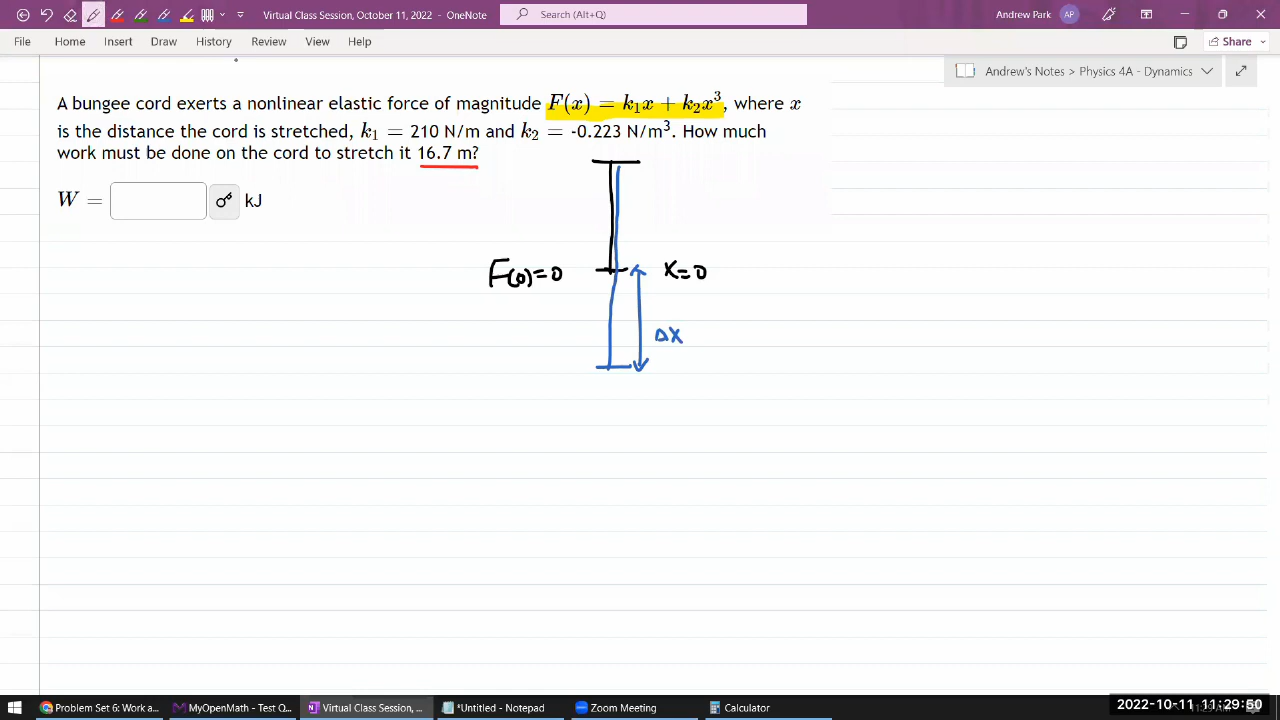 Virtual Class Session, October 11, 2022 - OneNote
Search (Alt+Q)
Andrew Park
AP
File Home Insert Draw History Review View Help
Share
Andrew's Notes > Physics 4A - Dynamics
A bungee cord exerts a nonlinear elastic force of magnitude F(x) = k₁x + k₂x³, where x
is the distance the cord is stretched, k₁ = 210 N/m and k₂ = -0.223 N/m³. How much
work must be done on the cord to stretch it 16.7 m?
W = kJ
F(0)=0 x=0
Δx
Problem Set 6: Work a... MyOpenMath - Test Q... Virtual Class Session,... *Untitled - Notepad Zoom Meeting Calculator
2022-10-11 11:29:50